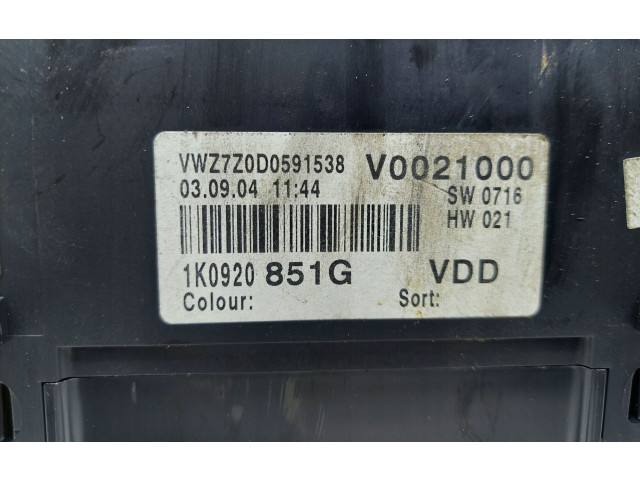 VWZ7Z0D0591538 V0021000
03.09.04 11:44 SW 0716
HW 021
1K0920 851G VDD
Colour: Sort: